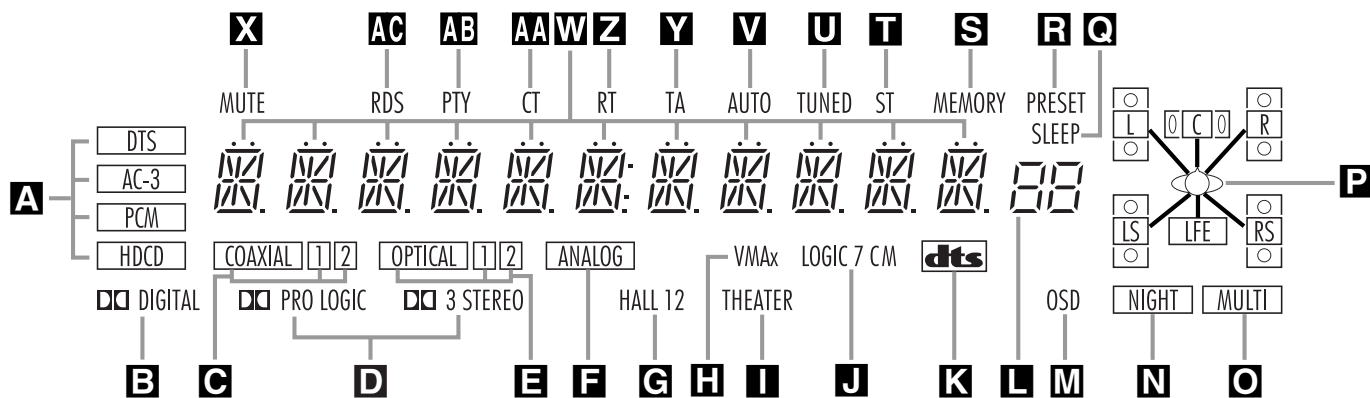 X AC AB AA W Z Y V U T S R Q
MUTE RDS PTY CT RT TA AUTO TUNED ST MEMORY PRESET
SLEEP
L C R
DTS
AC-3
A
P
PCM
LS LFE RS
HDCD
COAXIAL 1 2 OPTICAL 1 2 ANALOG VMAx LOGIC 7 CM dts
DIGITAL PRO LOGIC 3 STEREO HALL 12 THEATER OSD NIGHT MULTI
B C D E F G H I J K L M N O